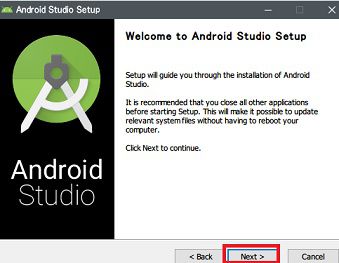 Android Studio Setup
Welcome to Android Studio Setup
Setup will guide you through the installation of Android
Studio.
It is recommended that you close all other applications
before starting Setup. This will make it possible to update
relevant system files without having to reboot your
computer.
Click Next to continue.
Android
Studio
< Back
Next >
Cancel